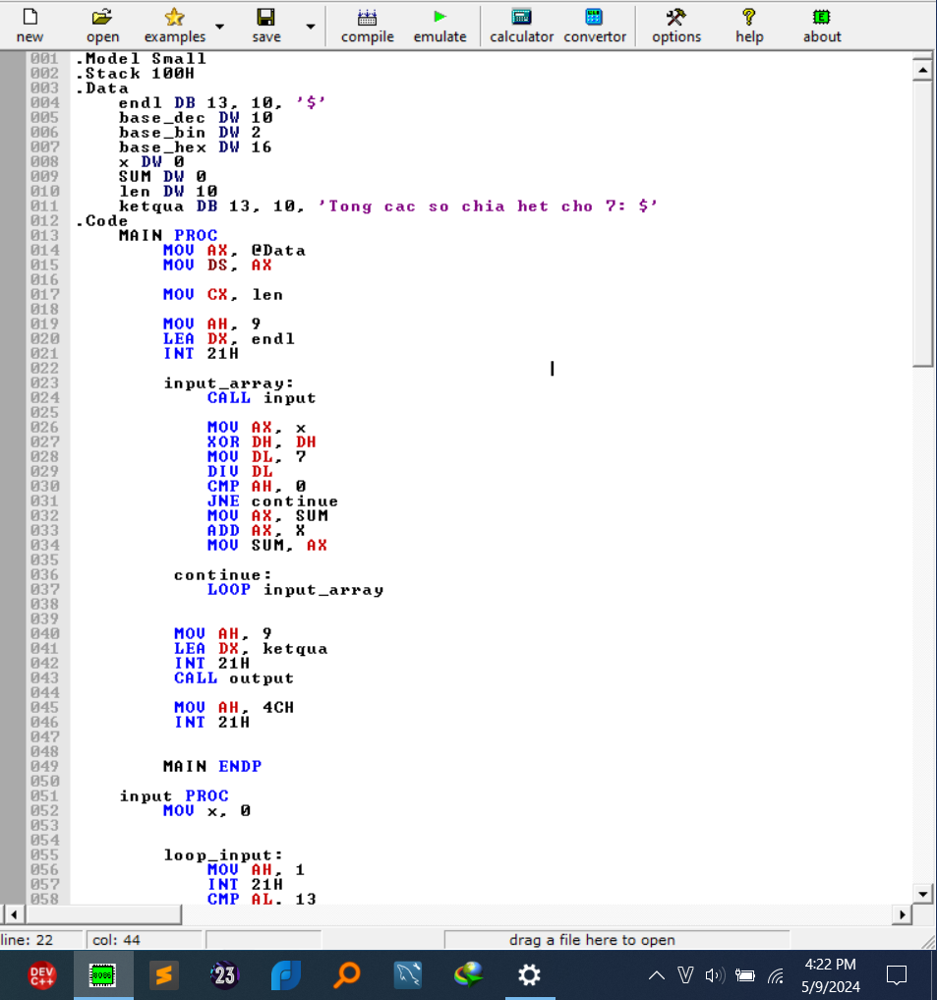 new open examples save compile emulate calculator convertor options help about
001 .Model Small
002 .Stack 100H
003 .Data
004 endl DB 13, 10, '$'
005 base_dec DW 10
006 base_bin DW 2
007 base_hex DW 16
008 x DW 0
009 SUM DW 0
010 len DW 10
011 ketqua DB 13, 10, 'Tong cac so chia het cho 7: $'
012 .Code
013 MAIN PROC
014 MOV AX, @Data
015 MOV DS, AX
016
017 MOV CX, len
018
019 MOV AH, 9
020 LEA DX, endl
021 INT 21H
022
023 input_array:
024 CALL input
025
026 MOV AX, x
027 XOR DH, DH
028 MOV DL, 7
029 DIV DL
030 CMP AH, 0
031 JNE continue
032 MOV AX, SUM
033 ADD AX, X
034 MOV SUM, AX
035
036 continue:
037 LOOP input_array
038
039
040 MOV AH, 9
041 LEA DX, ketqua
042 INT 21H
043 CALL output
044
045 MOV AH, 4CH
046 INT 21H
047
048
049 MAIN ENDP
050
051 input PROC
052 MOV x, 0
053
054
055 loop_input:
056 MOV AH, 1
057 INT 21H
058 CMP AL, 13
line: 22 col: 44 drag a file here to open
DEV C++ 8086 23 4:22 PM
5/9/2024